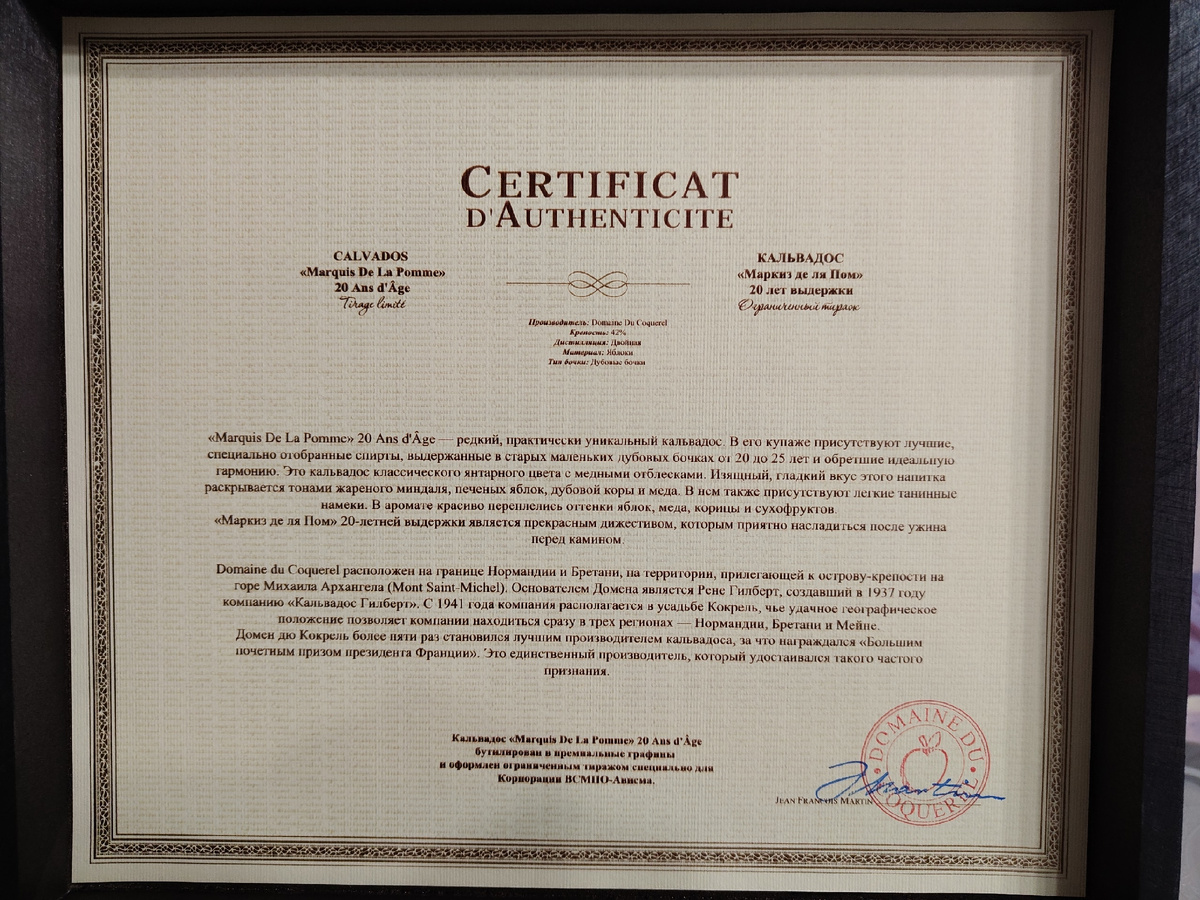 CERTIFICAT
D'AUTHENTICITE
CALVADOS
«Marquis De La Pomme»
20 Ans d'Âge
Tirage limité
КАЛЬВАДОС
«Маркиз де ля Пом»
20 лет выдержки
Ограниченный тираж
Производитель: Domaine Du Coquerel
Крепость: 42%
Дистилляция: Двойная
Материал: Яблоки
Тип бочки: Дубовые бочки
«Marquis De La Pomme» 20 Ans d'Âge — редкий, практически уникальный кальвадос. В его купаже присутствуют лучшие,
специально отобранные спирты, выдержанные в старых маленьких дубовых бочках от 20 до 25 лет и обретшие идеальную
гармонию. Это кальвадос классического янтарного цвета с медными отблесками. Изящный, гладкий вкус этого напитка
раскрывается тонами жареного миндаля, печеных яблок, дубовой коры и меда. В нем также присутствуют легкие танинные
намеки. В аромате красиво переплелись оттенки яблок, меда, корицы и сухофруктов.
«Маркиз де ля Пом» 20-летней выдержки является прекрасным дижестивом, которым приятно насладиться после ужина
перед камином.
Domaine du Coquerel расположен на границе Нормандии и Бретани, на территории, прилегающей к острову-крепости на
горе Михаила Архангела (Mont Saint-Michel). Основателем Домена является Рене Гилберт, создавший в 1937 году
компанию «Кальвадос Гилберт». С 1941 года компания располагается в усадьбе Кокрель, чье удачное географическое
положение позволяет компании находиться сразу в трех регионах — Нормандии, Бретани и Мейне.
Домен дю Кокрель более пяти раз становился лучшим производителем кальвадоса, за что награждался «Большим
почетным призом президента Франции». Это единственный производитель, который удостаивался такого частого
признания.
Кальвадос «Marquis De La Pomme» 20 Ans d'Âge
бутилирован в премиальные графины
и оформлен ограниченным тиражом специально для
Корпорации ВСМПО-Ависма.
DOMAINE DU COQUEREL
JEAN FRANCOIS MARTIN